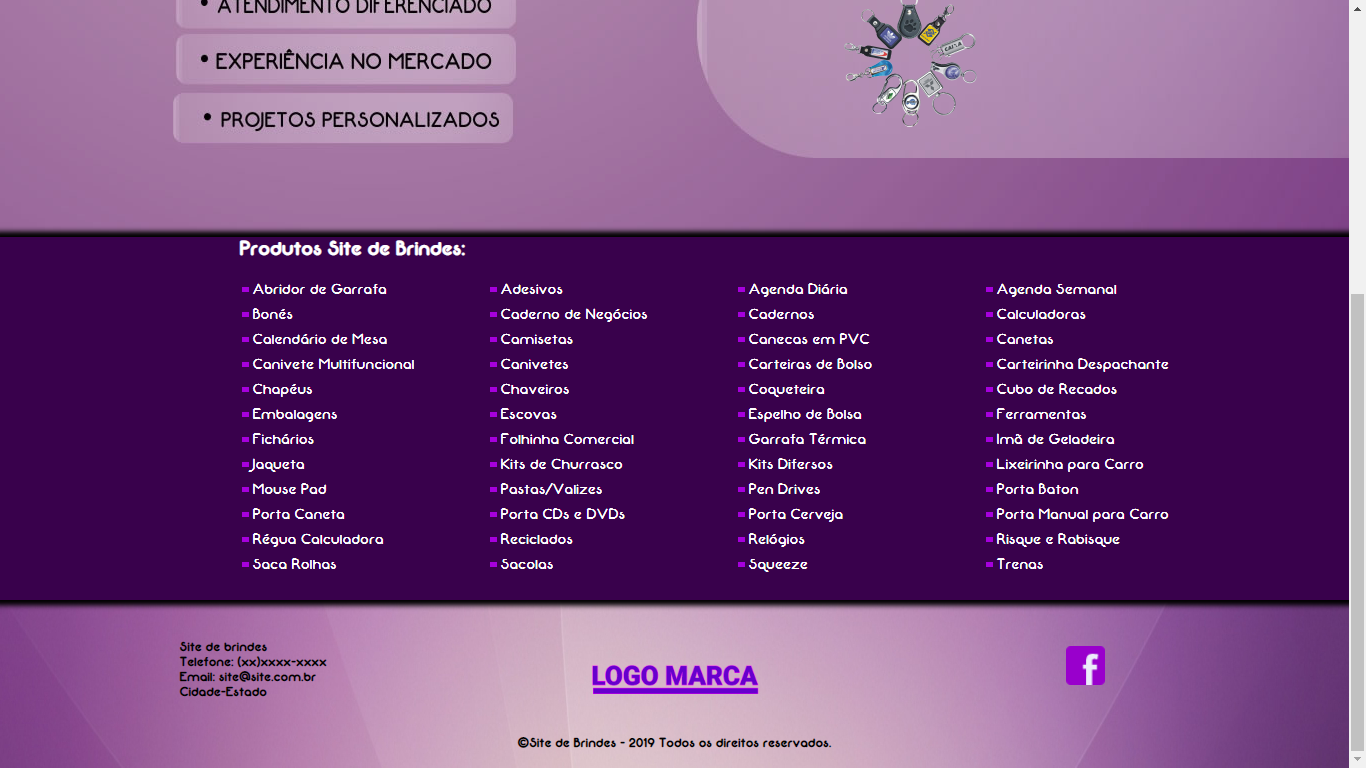 • ATENDIMENTO DIFERENCIADO
• EXPERIÊNCIA NO MERCADO
• PROJETOS PERSONALIZADOS
CAIXA
Produtos Site de Brindes:
Abridor de Garrafa Adesivos Agenda Diária Agenda Semanal
Bonés Caderno de Negócios Cadernos Calculadoras
Calendário de Mesa Camisetas Canecas em PVC Canetas
Canivete Multifuncional Canivetes Carteiras de Bolso Carteirinha Despachante
Chapéus Chaveiros Coqueteira Cubo de Recados
Embalagens Escovas Espelho de Bolsa Ferramentas
Fichários Folhinha Comercial Garrafa Térmica Imã de Geladeira
Jaqueta Kits de Churrasco Kits Difersos Lixeirinha para Carro
Mouse Pad Pastas/Valizes Pen Drives Porta Baton
Porta Caneta Porta CDs e DVDs Porta Cerveja Porta Manual para Carro
Régua Calculadora Reciclados Relógios Risque e Rabisque
Saca Rolhas Sacolas Squeeze Trenas
Site de brindes
Telefone: (xx)xxxx-xxxx
Email: site@site.com.br
Cidade-Estado
LOGO MARCA
f
©Site de Brindes - 2019 Todos os direitos reservados.